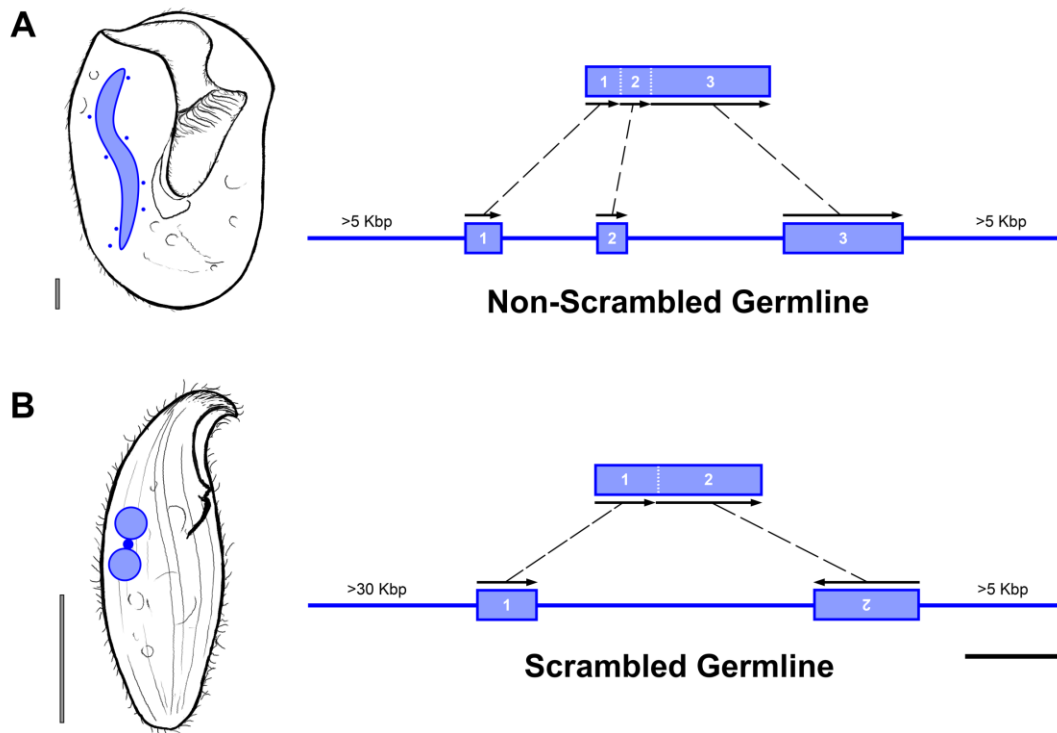 A
1 2 3
>5 Kbp
>5 Kbp
1
2
3
Non-Scrambled Germline
B
1 2
>30 Kbp
>5 Kbp
1
2
Scrambled Germline